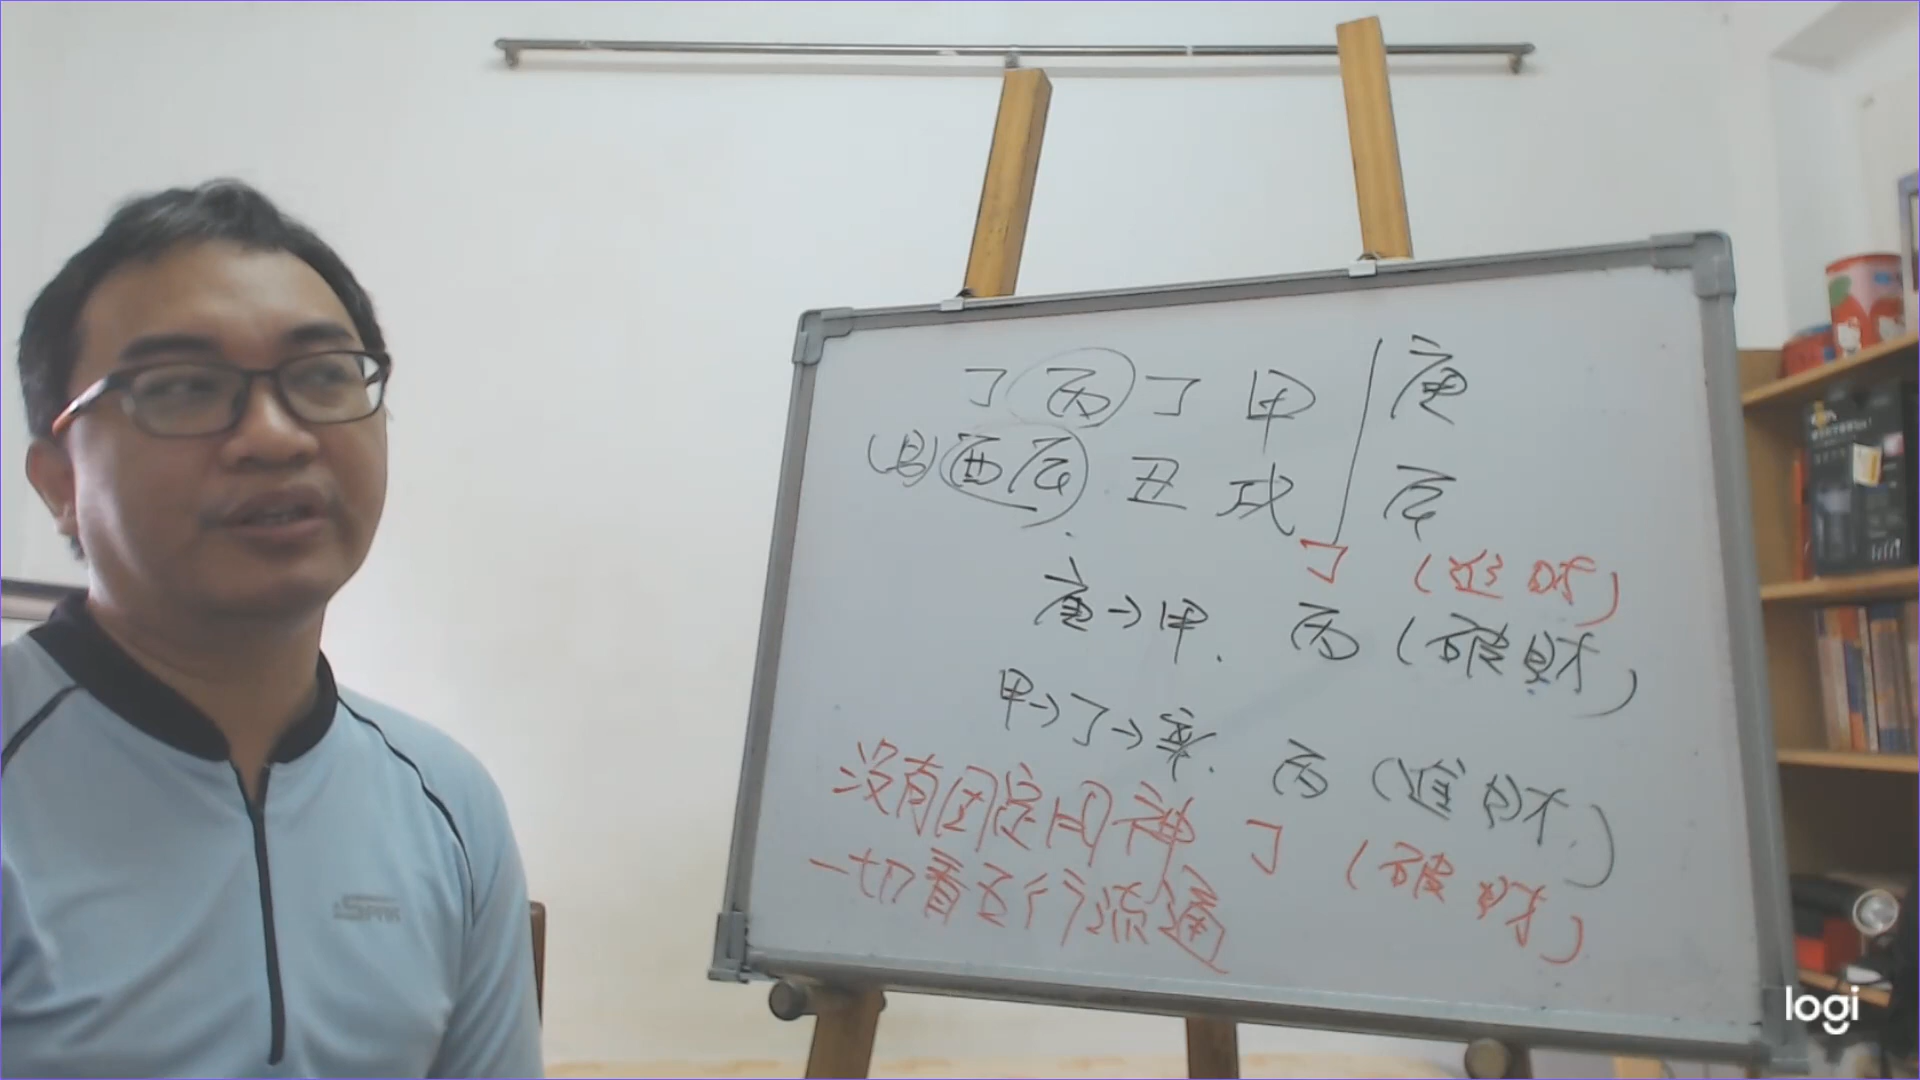 丁 丙 丁 甲 | 庚
(日) 酉辰 丑 戌 | 辰
丁 (進財)
庚→甲. 丙 (破財)
甲→丁→辛. 丙 (進財)
没有固定用神 丁 (破財)
一切看五行流通
SPAR
logi